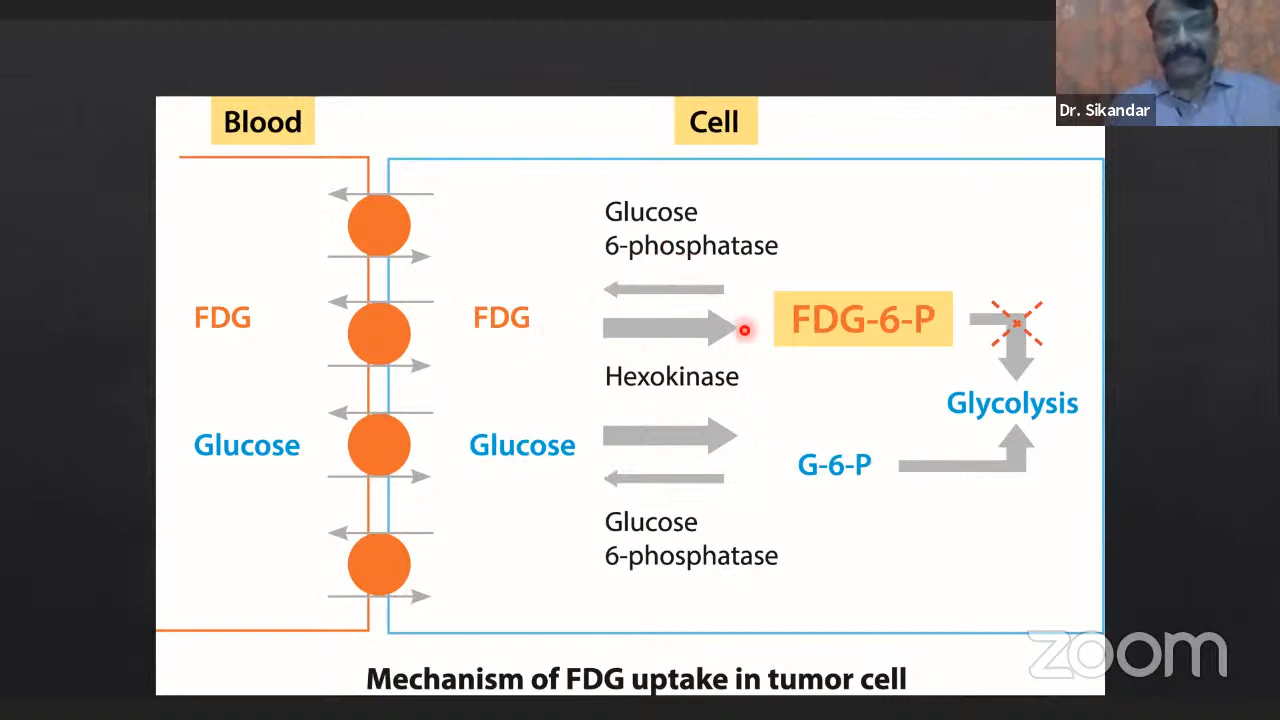 Dr. Sikandar
Blood
Cell
Glucose
6-phosphatase
FDG
FDG
FDG-6-P
Hexokinase
Glycolysis
Glucose
Glucose
G-6-P
Glucose
6-phosphatase
zoom
Mechanism of FDG uptake in tumor cell